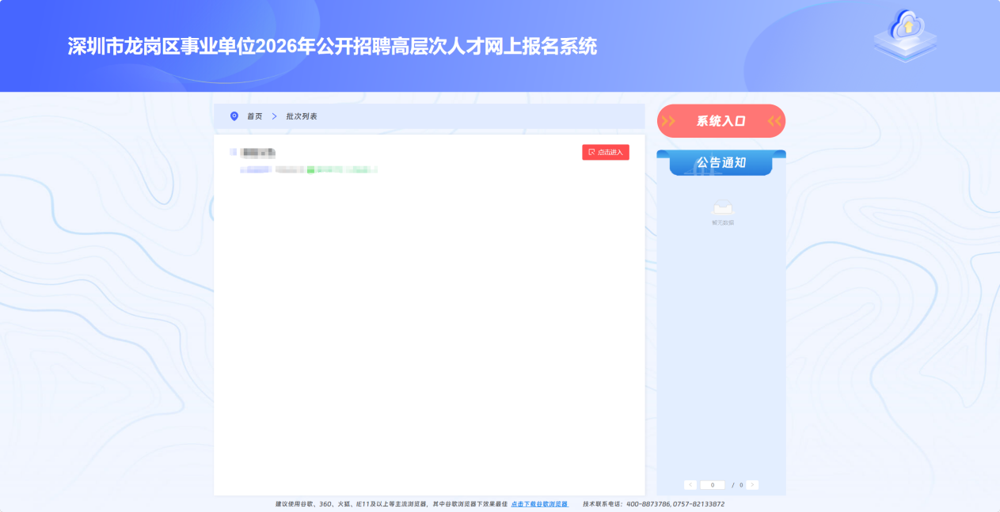 深圳市龙岗区事业单位2026年公开招聘高层次人才网上报名系统
首页 > 批次列表
点击进入
系统入口
公告通知
暂无数据
< 0 / 0 >
建议使用谷歌、360、火狐、IE11及以上等主流浏览器，其中谷歌浏览器下效果最佳 点击下载谷歌浏览器 技术联系电话：400-8873786,0757-82133872